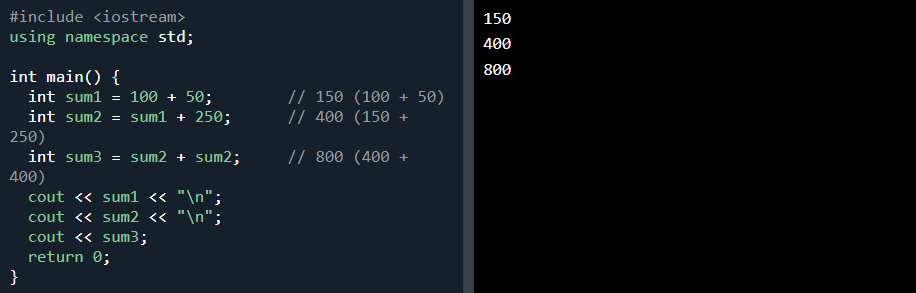 #include <iostream>
using namespace std;

int main() {
  int sum1 = 100 + 50;        // 150 (100 + 50)
  int sum2 = sum1 + 250;      // 400 (150 +
250)
  int sum3 = sum2 + sum2;     // 800 (400 +
400)
  cout << sum1 << "\n";
  cout << sum2 << "\n";
  cout << sum3;
  return 0;
}
150
400
800